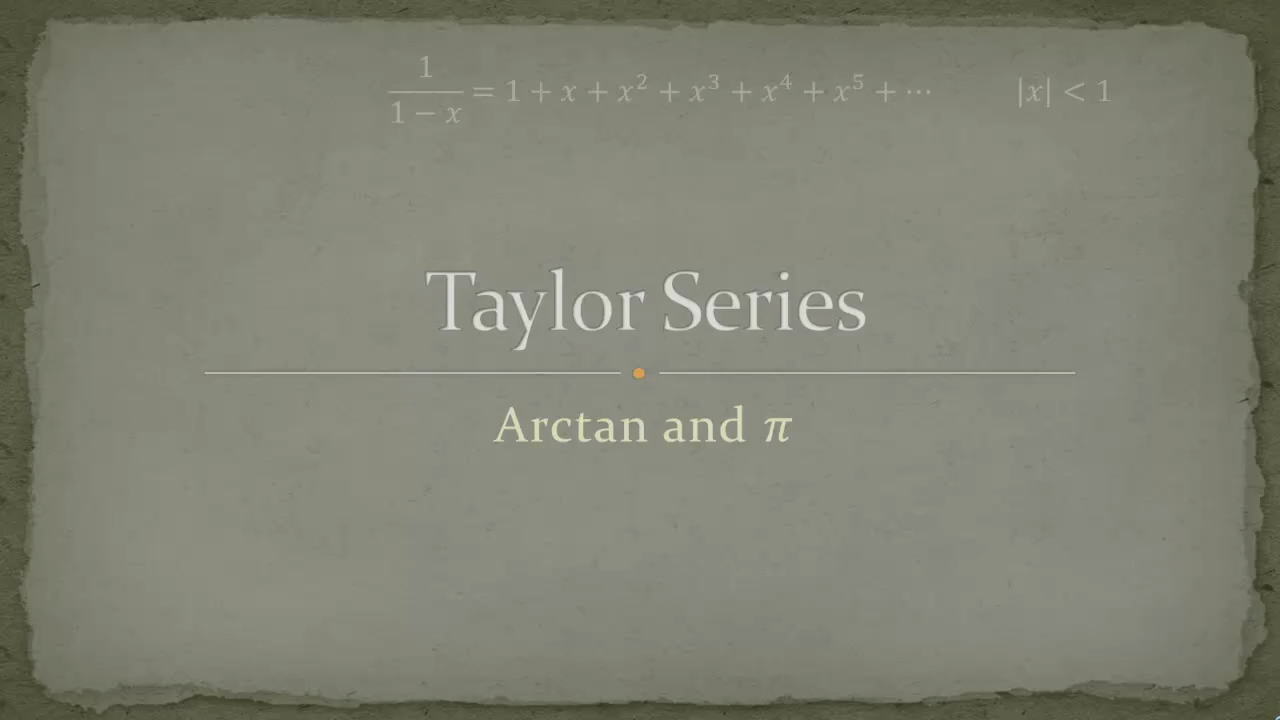 1/(1 − x) = 1 + x + x² + x³ + x⁴ + x⁵ + ⋯ |x| < 1
Taylor Series
Arctan and π